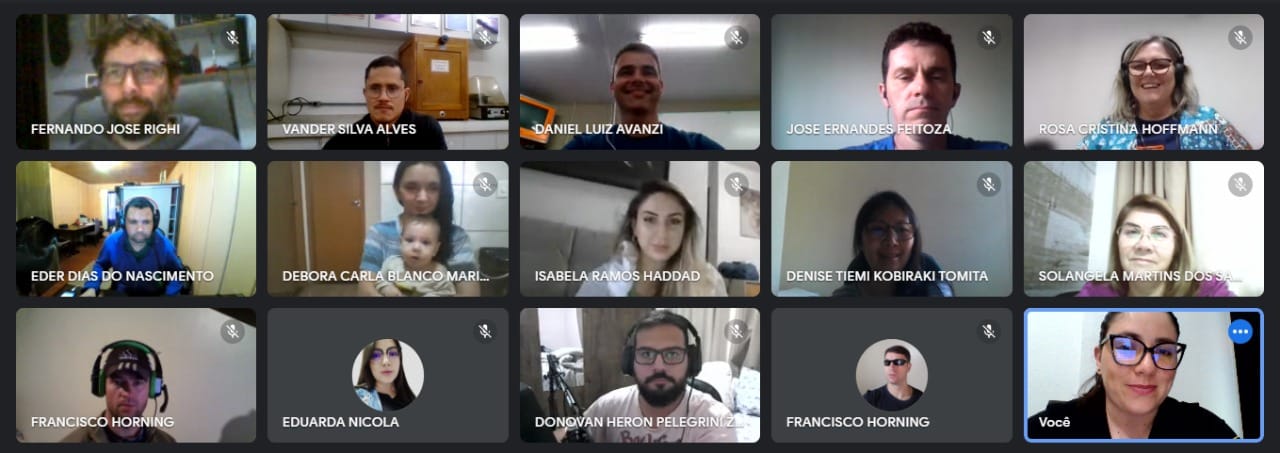 FERNANDO JOSE RIGHI
VANDER SILVA ALVES
DANIEL LUIZ AVANZI
JOSE ERNANDES FEITOZA
ROSA CRISTINA HOFFMANN
EDER DIAS DO NASCIMENTO
DEBORA CARLA BLANCO MARI...
ISABELA RAMOS HADDAD
DENISE TIEMI KOBIRAKI TOMITA
SOLANGELA MARTINS DOS SA...
FRANCISCO HORNING
EDUARDA NICOLA
DONOVAN HERON PELEGRINI Z...
FRANCISCO HORNING
Você